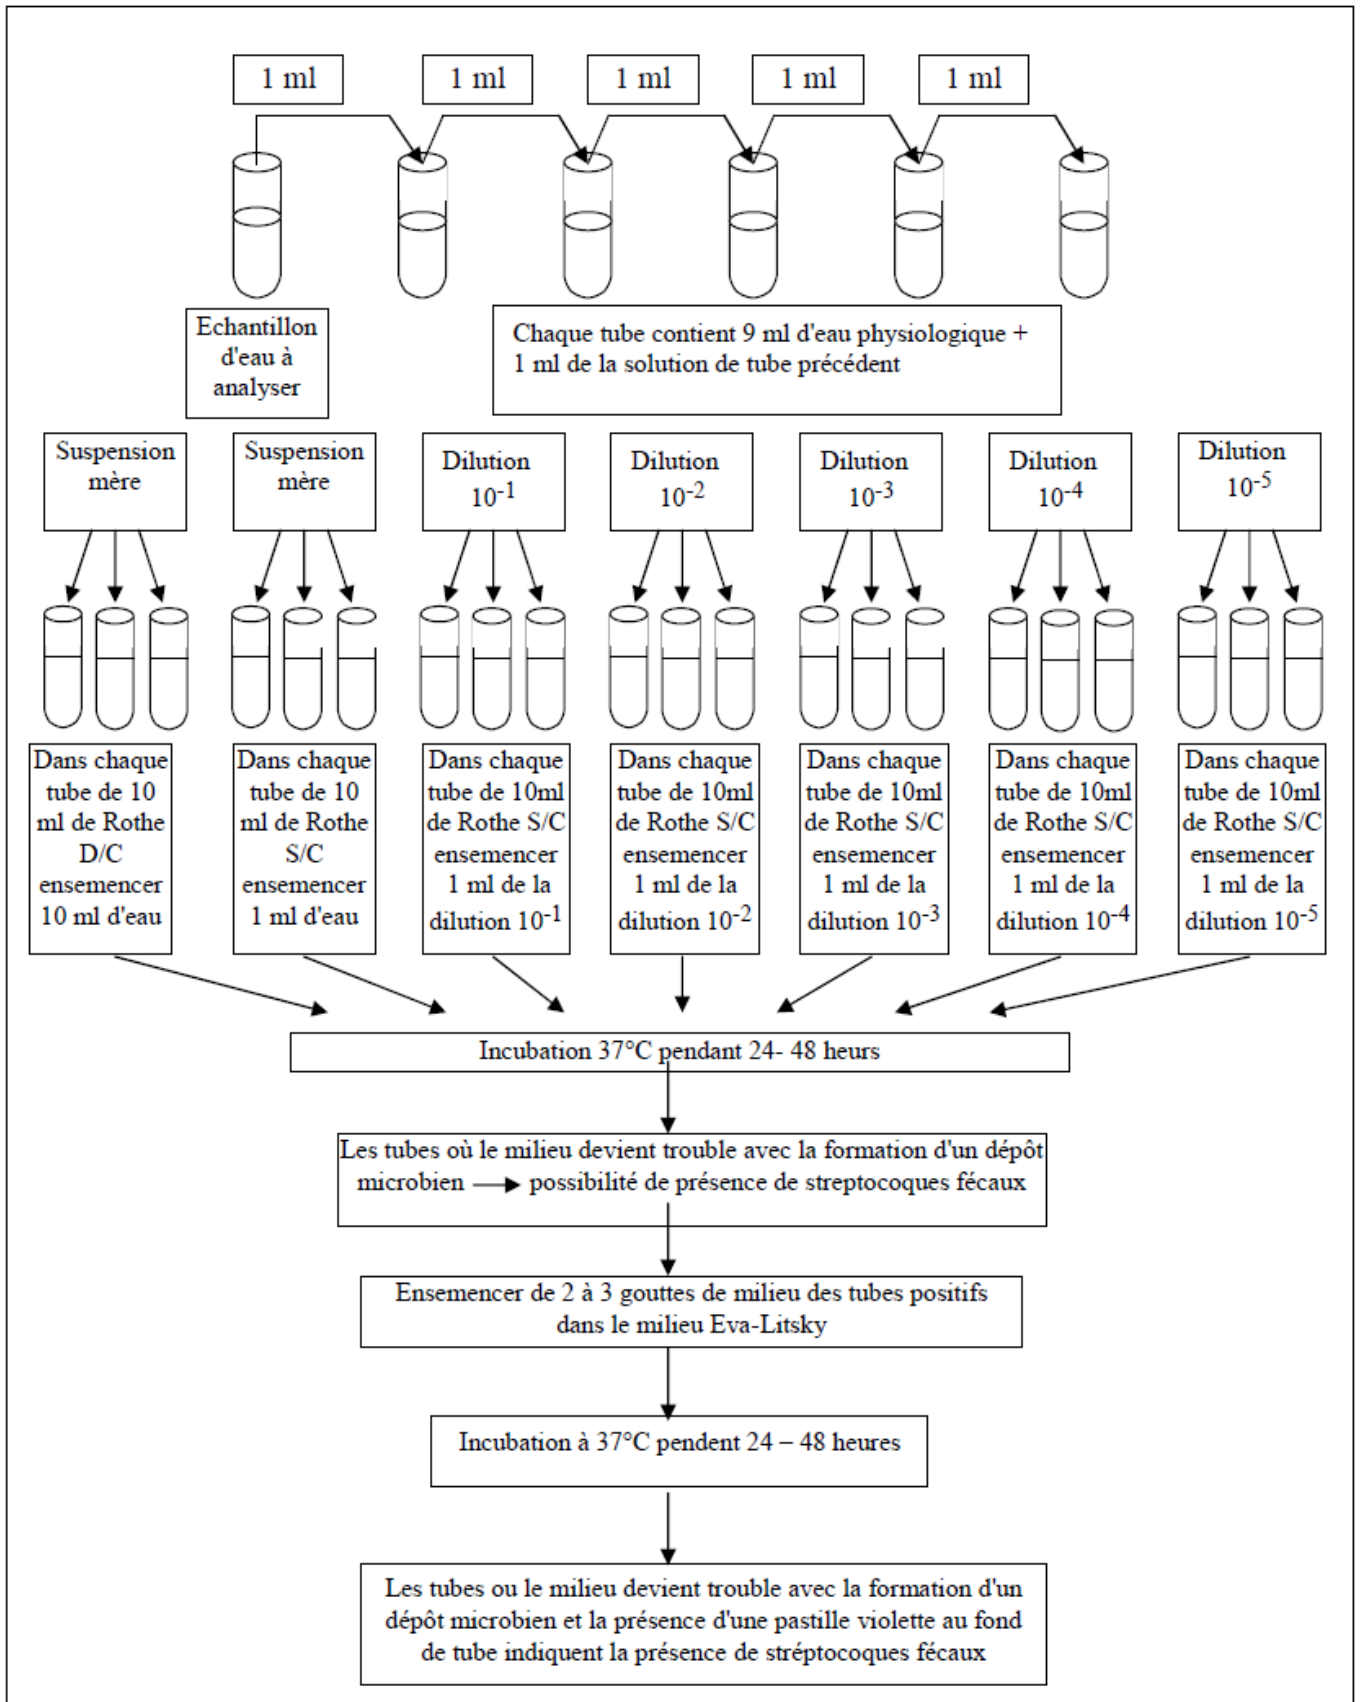 1 ml
1 ml
1 ml
1 ml
1 ml
Echantillon
d'eau à
analyser
Chaque tube contient 9 ml d'eau physiologique +
1 ml de la solution de tube précédent
Suspension
mère
Suspension
mère
Dilution
10-1
Dilution
10-2
Dilution
10-3
Dilution
10-4
Dilution
10-5
Dans chaque
tube de 10
ml de Rothe
D/C
ensemencer
10 ml d'eau
Dans chaque
tube de 10
ml de Rothe
S/C
ensemencer
1 ml d'eau
Dans chaque
tube de 10ml
de Rothe S/C
ensemencer
1 ml de la
dilution 10-1
Dans chaque
tube de 10ml
de Rothe S/C
ensemencer
1 ml de la
dilution 10-2
Dans chaque
tube de 10ml
de Rothe S/C
ensemencer
1 ml de la
dilution 10-3
Dans chaque
tube de 10ml
de Rothe S/C
ensemencer
1 ml de la
dilution 10-4
Dans chaque
tube de 10ml
de Rothe S/C
ensemencer
1 ml de la
dilution 10-5
Incubation 37°C pendant 24- 48 heurs
Les tubes où le milieu devient trouble avec la formation d'un dépôt
microbien → possibilité de présence de streptocoques fécaux
Ensemencer de 2 à 3 gouttes de milieu des tubes positifs
dans le milieu Eva-Litsky
Incubation à 37°C pendent 24 – 48 heures
Les tubes ou le milieu devient trouble avec la formation d'un
dépôt microbien et la présence d'une pastille violette au fond
de tube indiquent la présence de stréptocoques fécaux